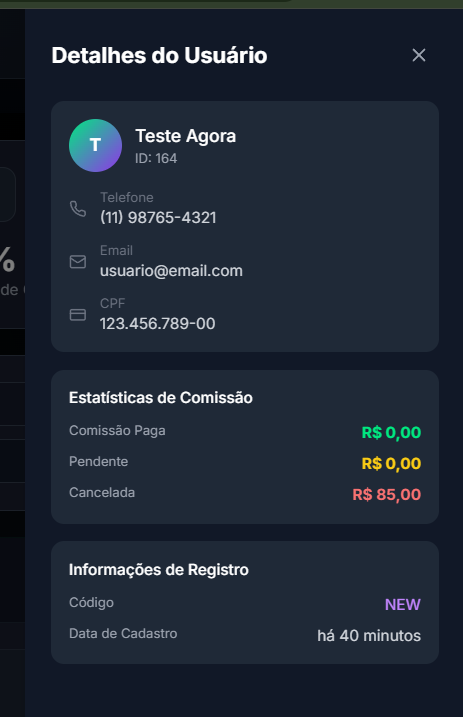 Detalhes do Usuário
T
Teste Agora
ID: 164
Telefone
(11) 98765-4321
Email
usuario@email.com
CPF
123.456.789-00
Estatísticas de Comissão
Comissão Paga R$ 0,00
Pendente R$ 0,00
Cancelada R$ 85,00
Informações de Registro
Código NEW
Data de Cadastro há 40 minutos
%
de